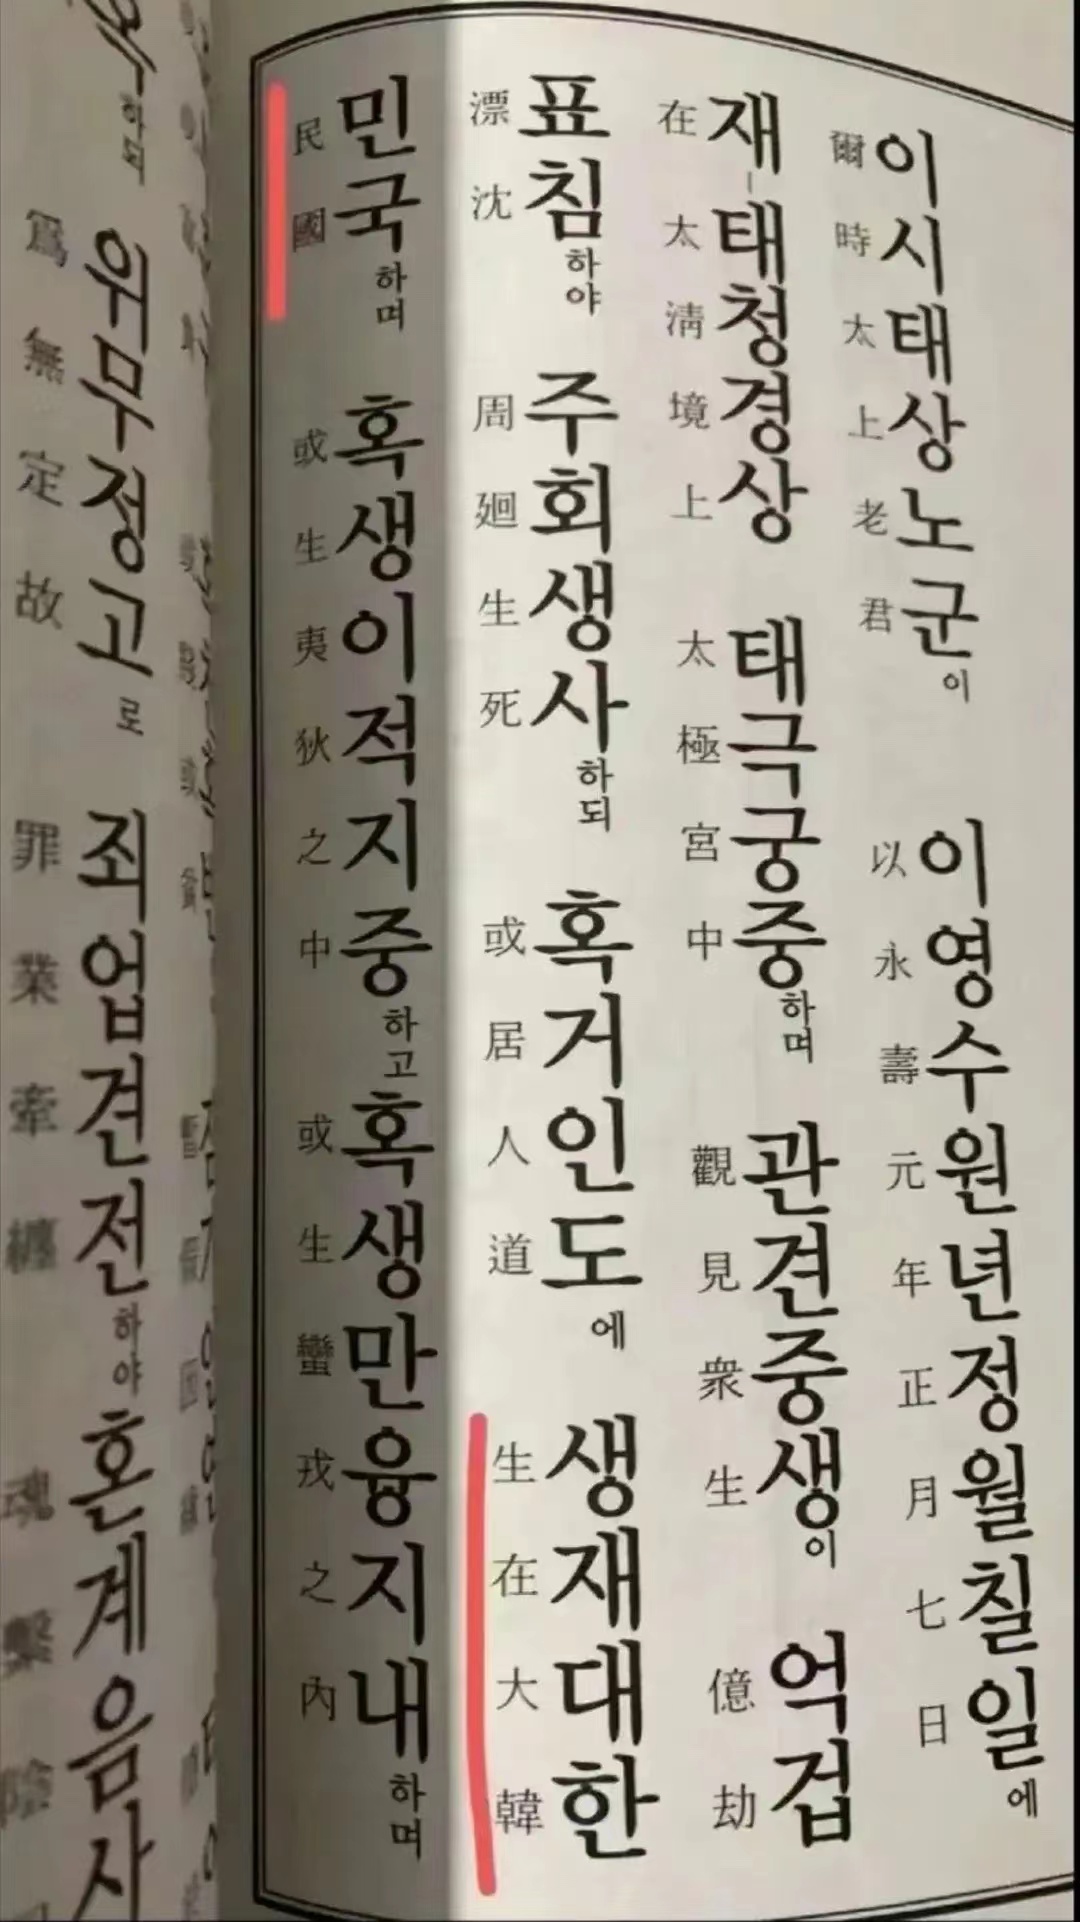 이시태상노군이 이영수원년정월칠일에
爾時太上老君 以永壽元年正月七日
재태청경상 태극궁중하며 관견중생이 억겁
在太淸境上 太極宮中 觀見衆生 億劫
표침하야 주회생사하되 혹거인도에 생재대한
漂沈 周廻生死 或居人道 生在大韓
민국하며 혹생이적지중하고 혹생만융지내하며
民國 或生夷狄之中 或生蠻戎之內
하되 위무정고로 죄업견전하야 혼계음사
爲無定故 罪業牽纏 魂繫陰